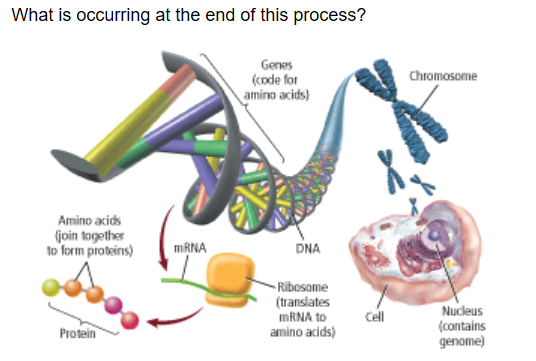 What is occurring at the end of this process?
Genes
(code for
amino acids)
Chromosome
Amino acids
(join together
to form proteins)
mRNA
DNA
Ribosome
(translates
mRNA to
amino acids)
Cell
Nucleus
(contains
genome)
Protein